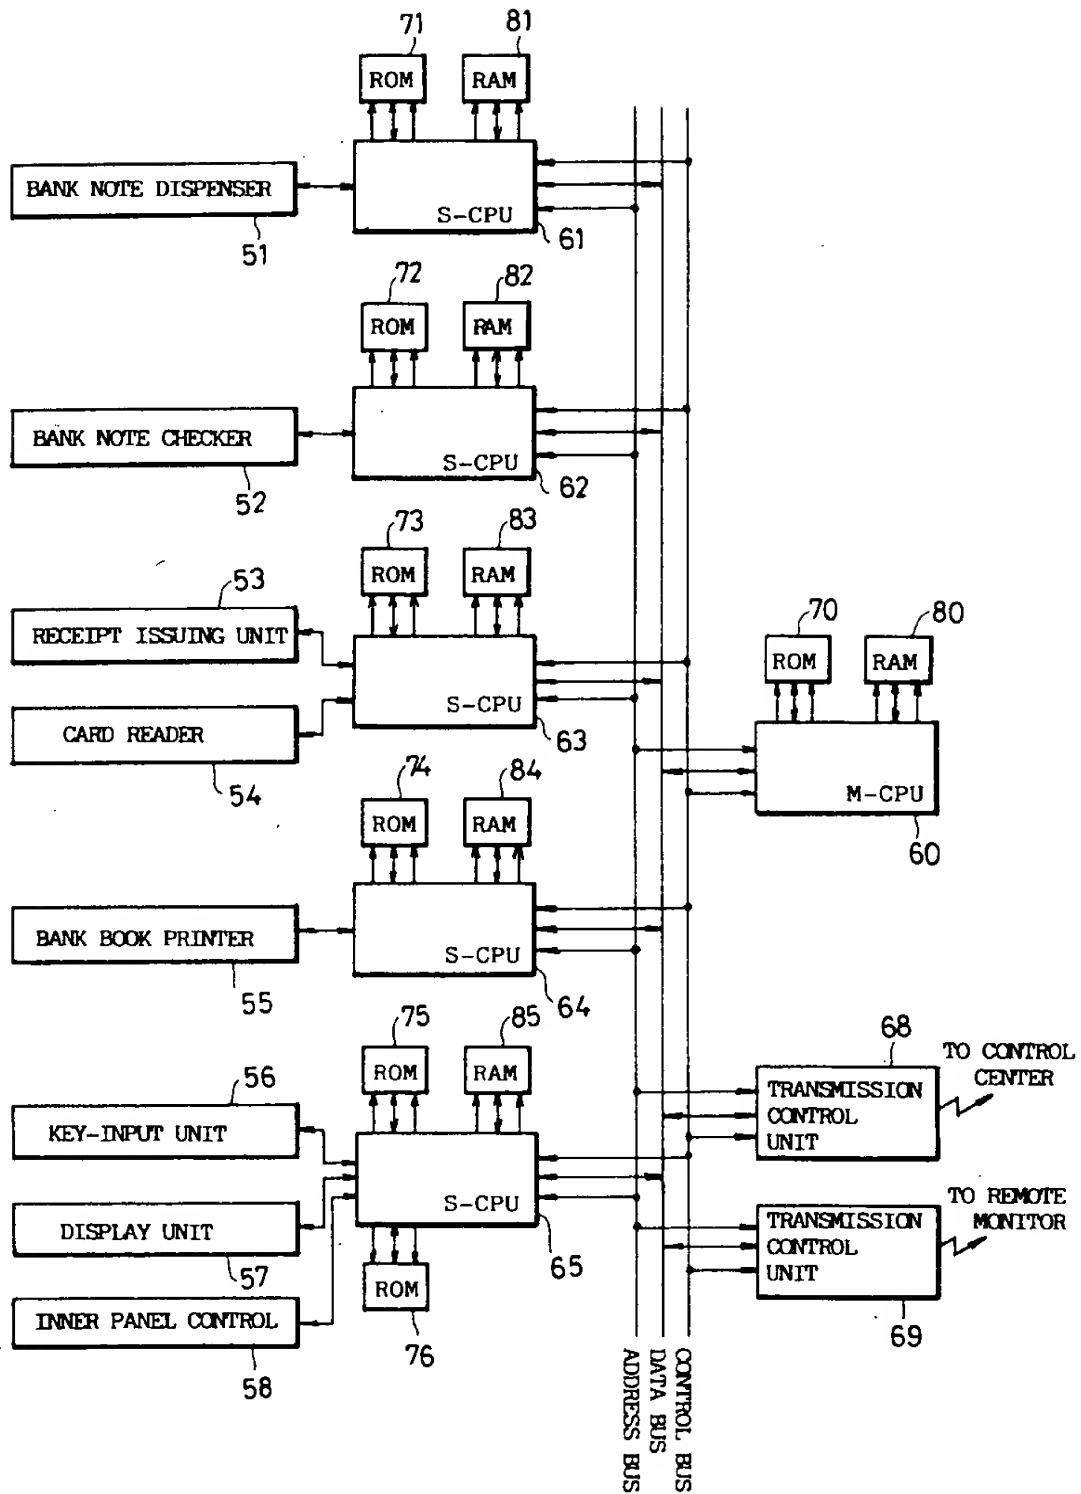 71
81
ROM
RAM
BANK NOTE DISPENSER
S-CPU
51
61
72
82
ROM
RAM
BANK NOTE CHECKER
S-CPU
52
62
73
83
53
ROM
RAM
RECEIPT ISSUING UNIT
70
80
ROM
RAM
CARD READER
S-CPU
63
54
74
84
M-CPU
ROM
RAM
60
BANK BOOK PRINTER
S-CPU
55
64
75
85
68
TO CONTROL
CENTER
56
ROM
RAM
TRANSMISSION
CONTROL
UNIT
KEY-INPUT UNIT
S-CPU
TO REMOTE
MONITOR
DISPLAY UNIT
TRANSMISSION
CONTROL
UNIT
57
65
ROM
INNER PANEL CONTROL
69
76
58
ADDRESS BUS
DATA BUS
CONTROL BUS